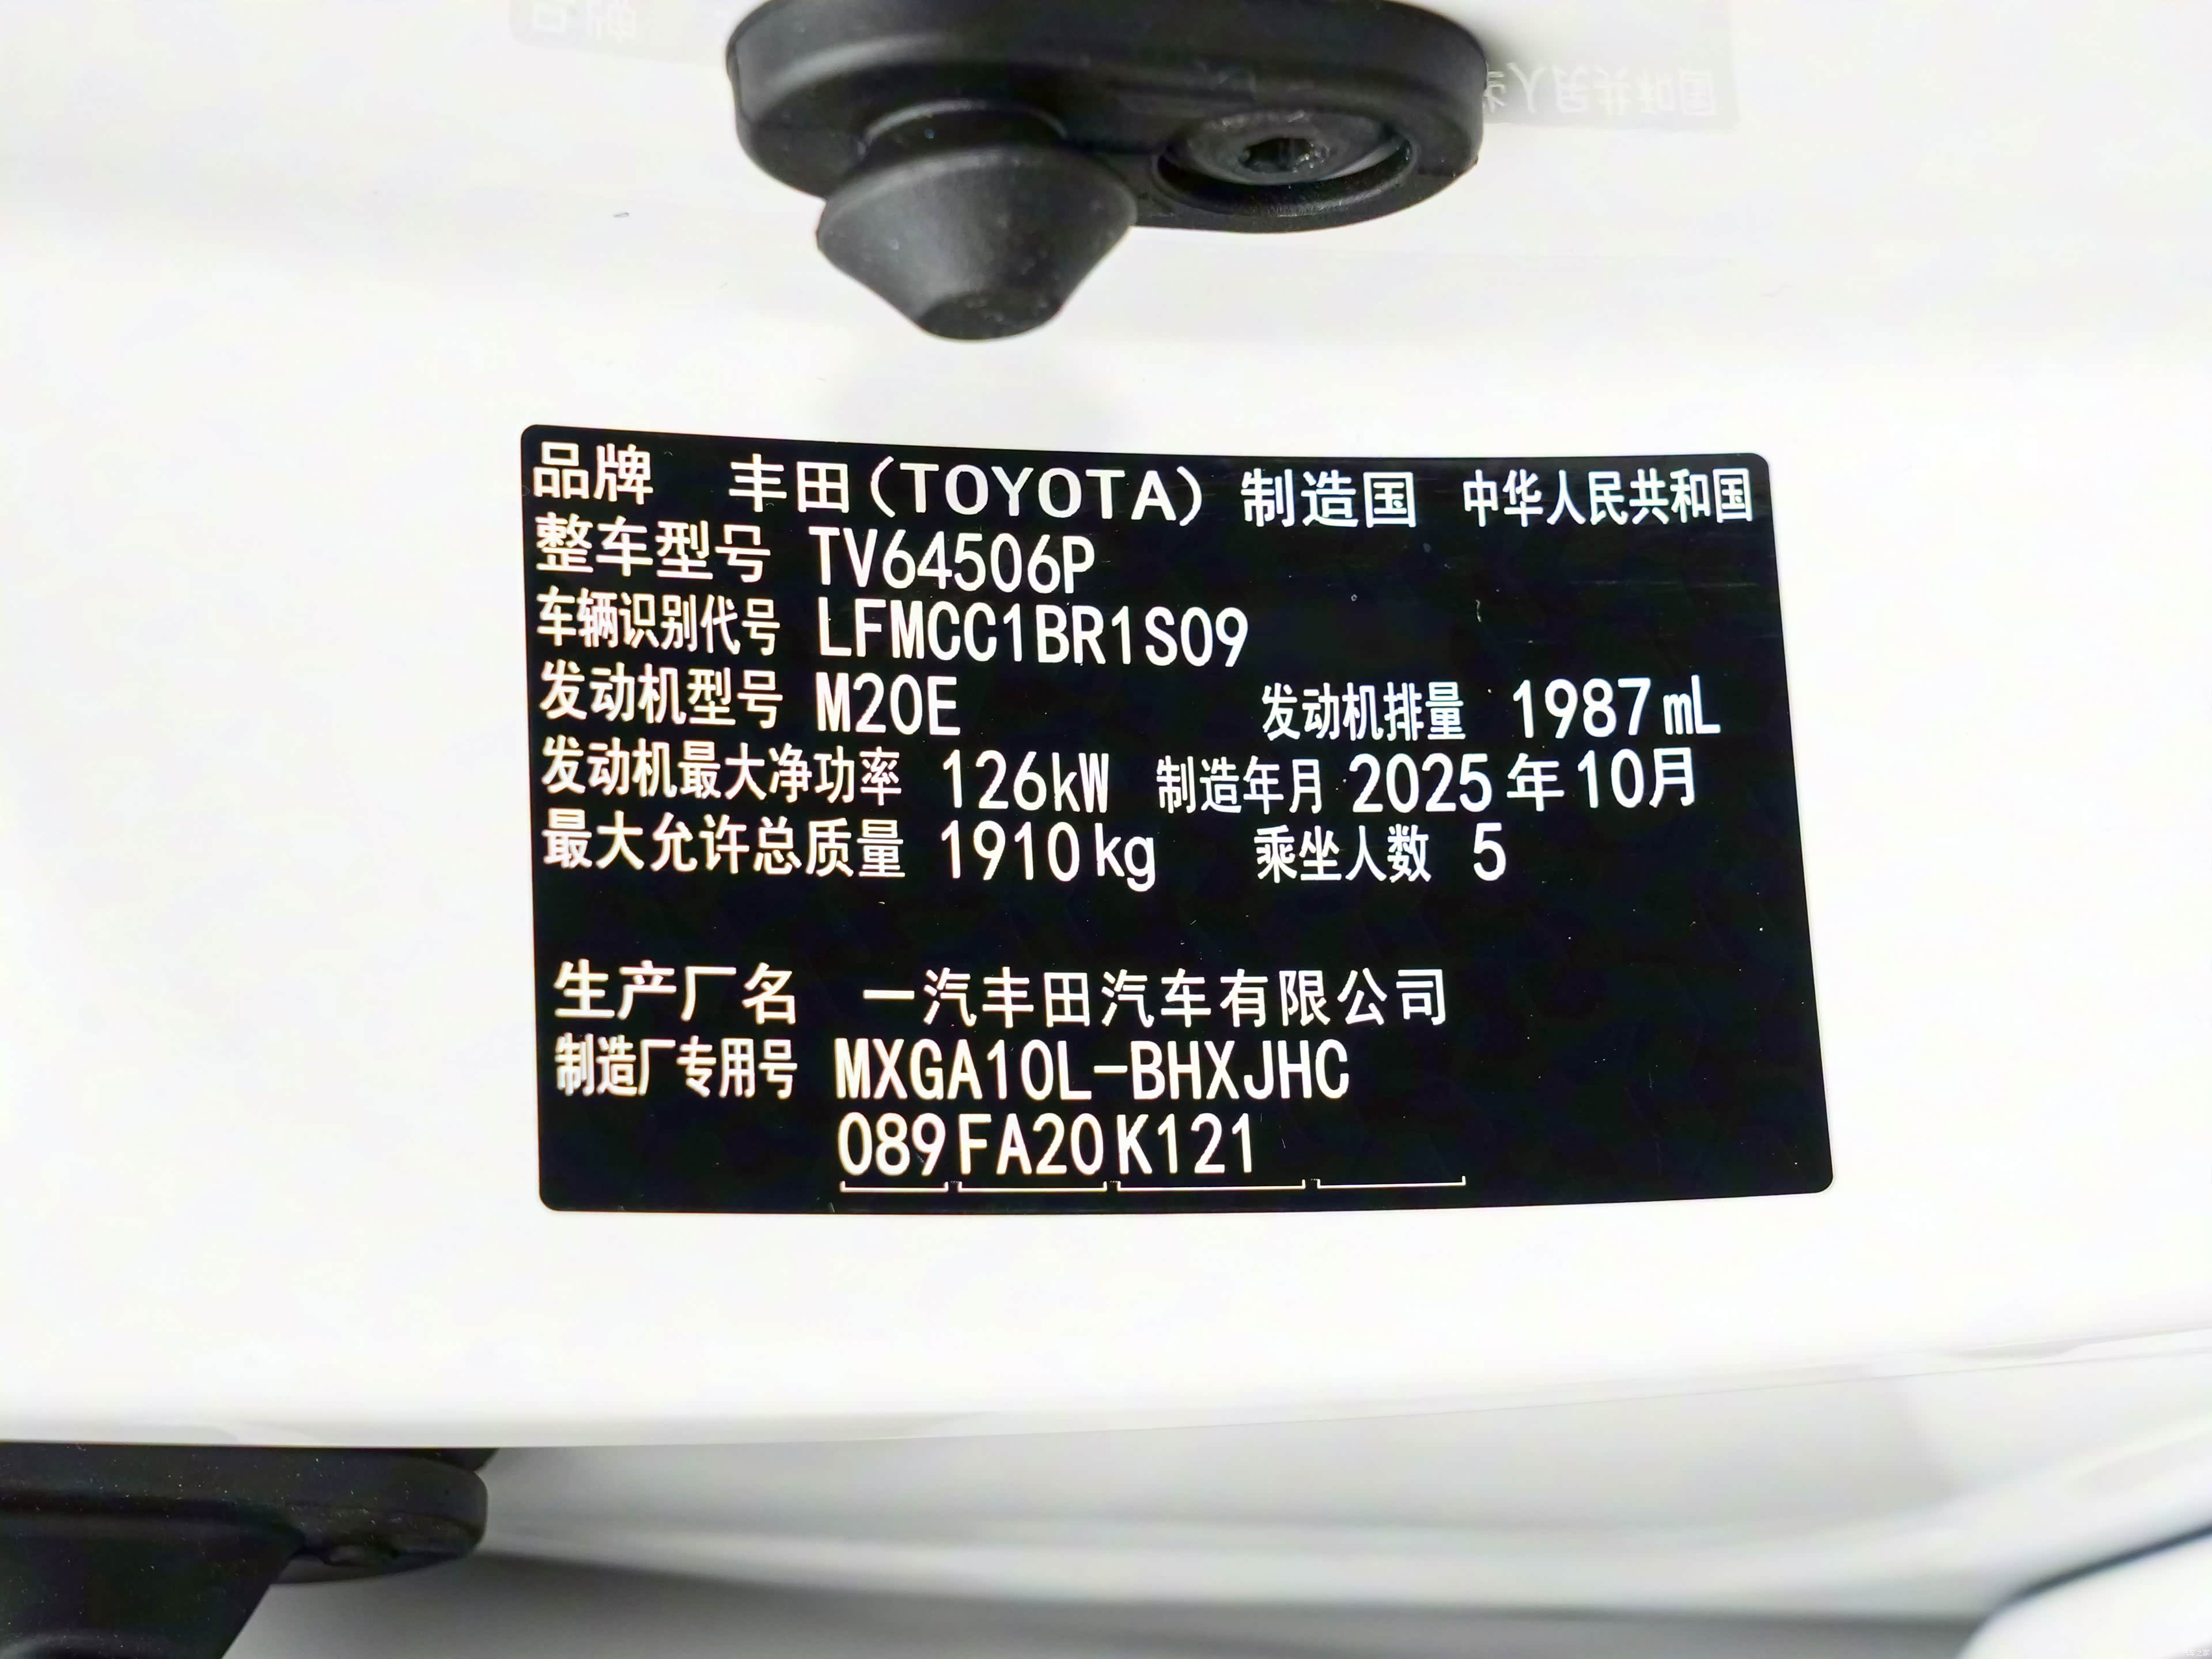 品牌 丰田(TOYOTA) 制造国 中华人民共和国
整车型号 TV64506P
车辆识别代号 LFMCC1BR1S09
发动机型号 M20E 发动机排量 1987mL
发动机最大净功率 126kW 制造年月 2025年10月
最大允许总质量 1910kg 乘坐人数 5
生产厂名 一汽丰田汽车有限公司
制造厂专用号 MXGA10L-BHXJHC
089 FA20 K121